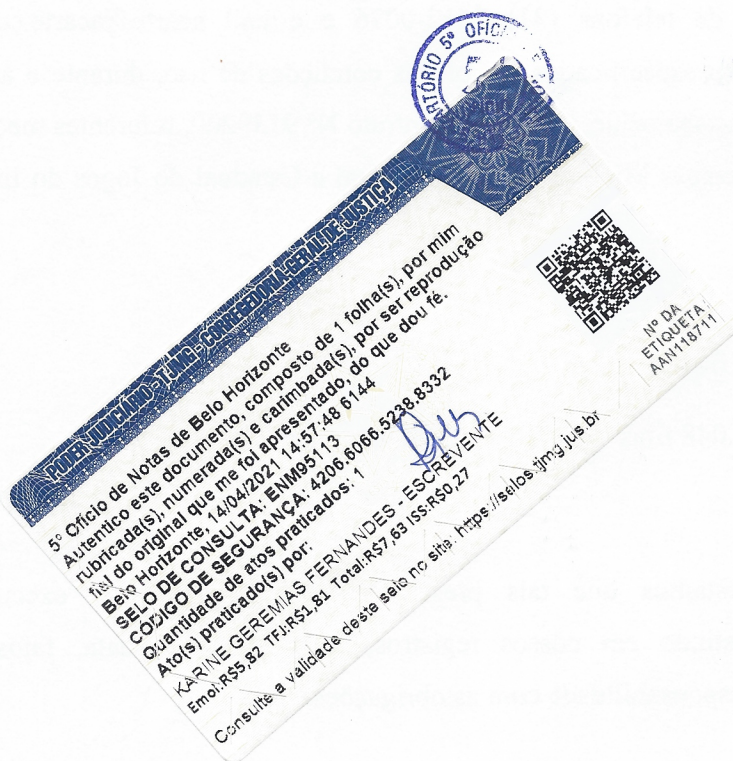 5º OFÍCIO
PODER JUDICIÁRIO - TJMG - CORREGEDORIA-GERAL DE JUSTIÇA
5º Ofício de Notas de Belo Horizonte
Autentico este documento, composto de 1 folha(s), por mim
rubricada(s), numerada(s) e carimbada(s), por ser reprodução
fiel do original que me foi apresentado, do que dou fé.
Belo Horizonte, 14/04/2021 14:57:48 6144
SELO DE CONSULTA: ENM95113
CÓDIGO DE SEGURANÇA: 4206.6066.5238.8332
Quantidade de atos praticados: 1
Ato(s) praticado(s) por:
KARINE GEREMIAS FERNANDES - ESCREVENTE
Emol:R$5,82 TFJ:R$1,81 Total:R$7,63 ISS:R$0,27
Consulte a validade deste selo no site: https://selos.tjmg.jus.br
Nº DA
ETIQUETA
AAN118711